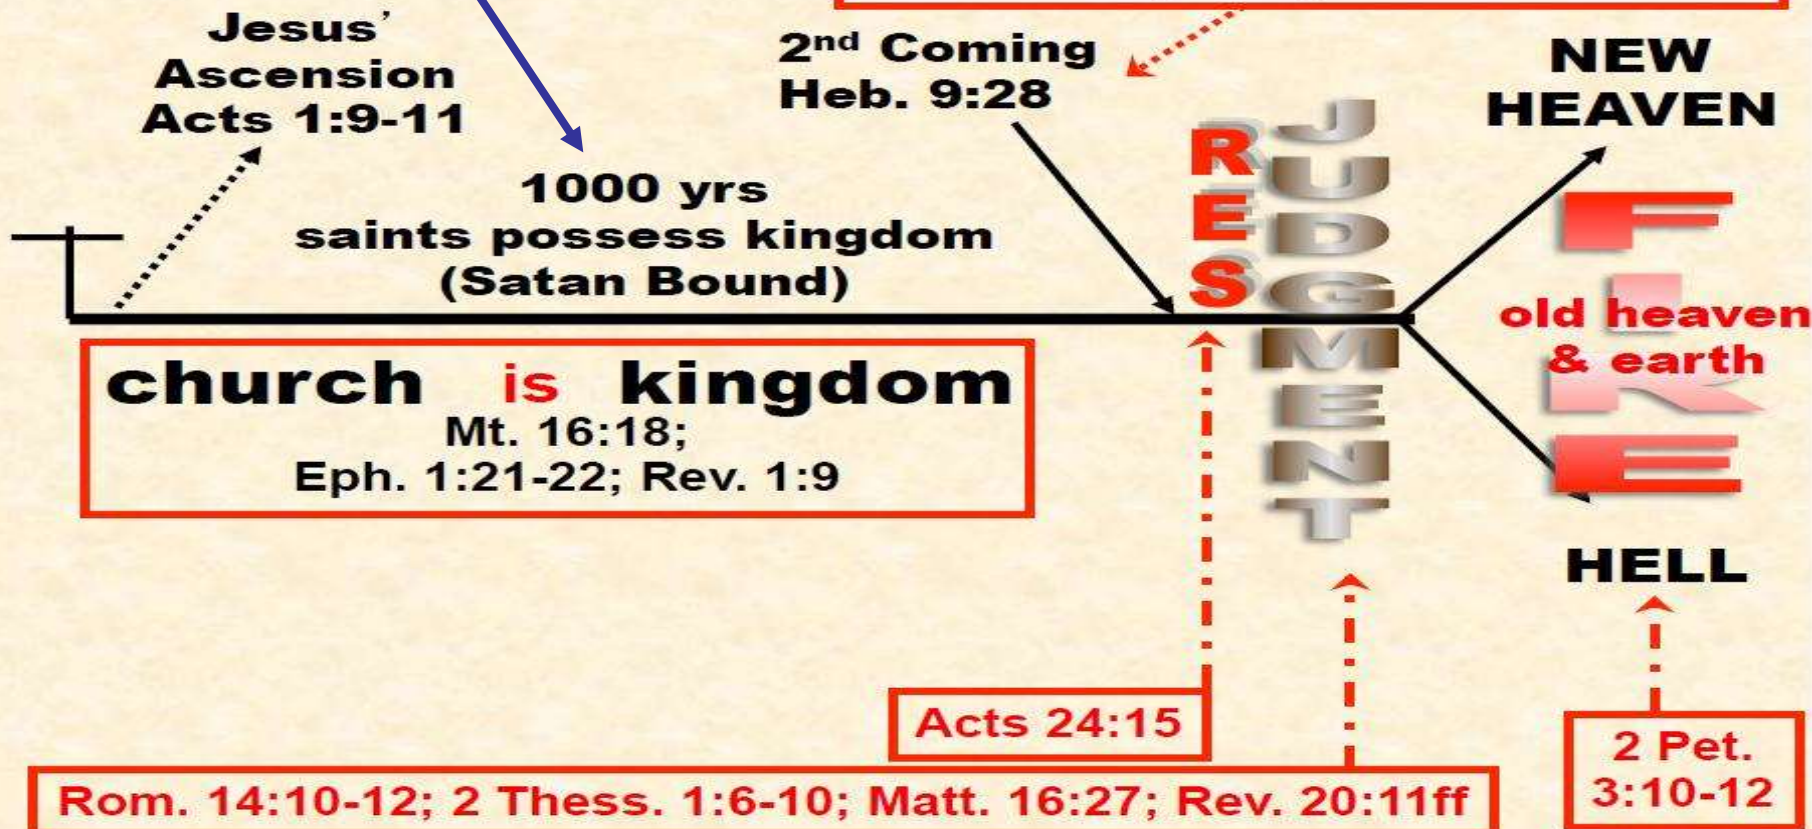 Jesus’
Ascension
Acts 1:9-11
2nd Coming
Heb. 9:28
NEW
HEAVEN
1000 yrs
saints possess kingdom
(Satan Bound)
RES
JUDGMENT
FIRE
old heaven
& earth
church is kingdom
Mt. 16:18;
Eph. 1:21-22; Rev. 1:9
HELL
Acts 24:15
2 Pet.
3:10-12
Rom. 14:10-12; 2 Thess. 1:6-10; Matt. 16:27; Rev. 20:11ff